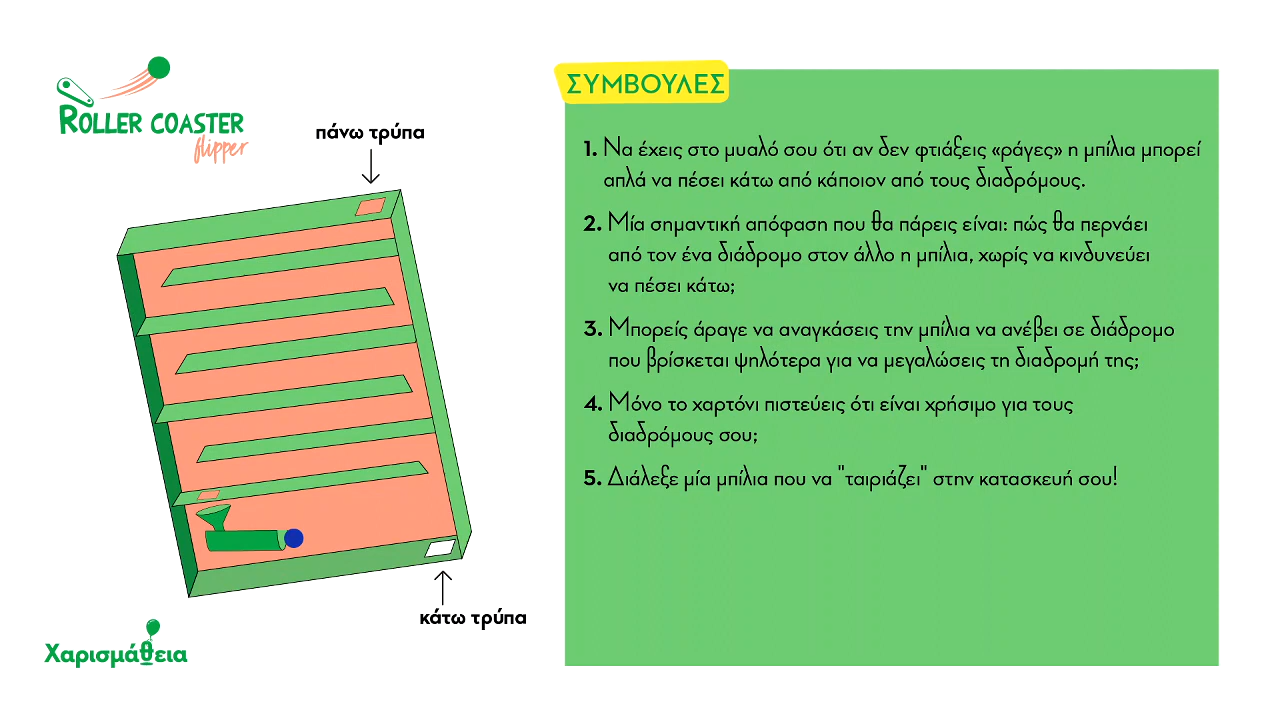 ROLLER COASTER
flipper
πάνω τρύπα
κάτω τρύπα
Χαρισμάθεια
ΣΥΜΒΟΥΛΕΣ
1. Να έχεις στο μυαλό σου ότι αν δεν φτιάξεις «ράγες» η μπίλια μπορεί
απλά να πέσει κάτω από κάποιον από τους διαδρόμους.
2. Μία σημαντική απόφαση που θα πάρεις είναι: πώς θα περνάει
από τον ένα διάδρομο στον άλλο η μπίλια, χωρίς να κινδυνεύει
να πέσει κάτω;
3. Μπορείς άραγε να αναγκάσεις την μπίλια να ανέβει σε διάδρομο
που βρίσκεται ψηλότερα για να μεγαλώσεις τη διαδρομή της;
4. Μόνο το χαρτόνι πιστεύεις ότι είναι χρήσιμο για τους
διαδρόμους σου;
5. Διάλεξε μία μπίλια που να "ταιριάζει" στην κατασκευή σου!